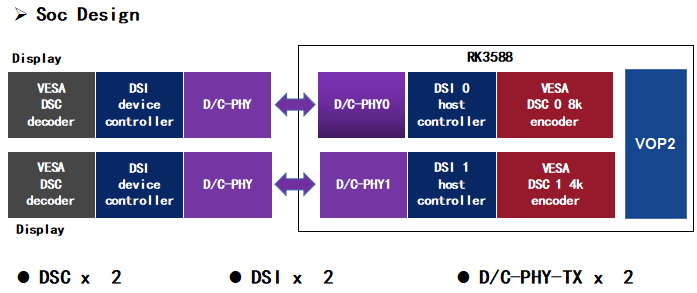 ➢ Soc Design
Display
RK3588
VESA
DSC
decoder
DSI
device
controller
D/C-PHY
D/C-PHY0
DSI 0
host
controller
VESA
DSC 0 8k
encoder
VOP2
VESA
DSC
decoder
DSI
device
controller
D/C-PHY
D/C-PHY1
DSI 1
host
controller
VESA
DSC 1 4k
encoder
Display
● DSC x 2
● DSI x 2
● D/C-PHY-TX x 2